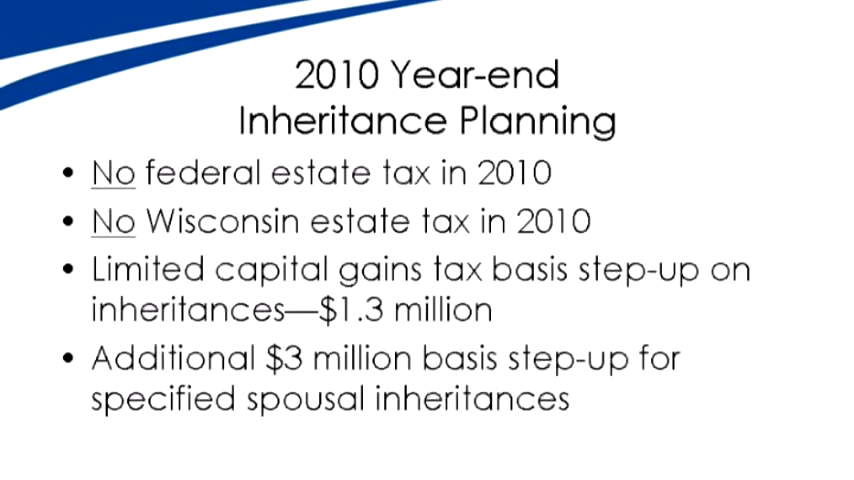 2010 Year-end
Inheritance Planning
• No federal estate tax in 2010
• No Wisconsin estate tax in 2010
• Limited capital gains tax basis step-up on
inheritances—$1.3 million
• Additional $3 million basis step-up for
specified spousal inheritances